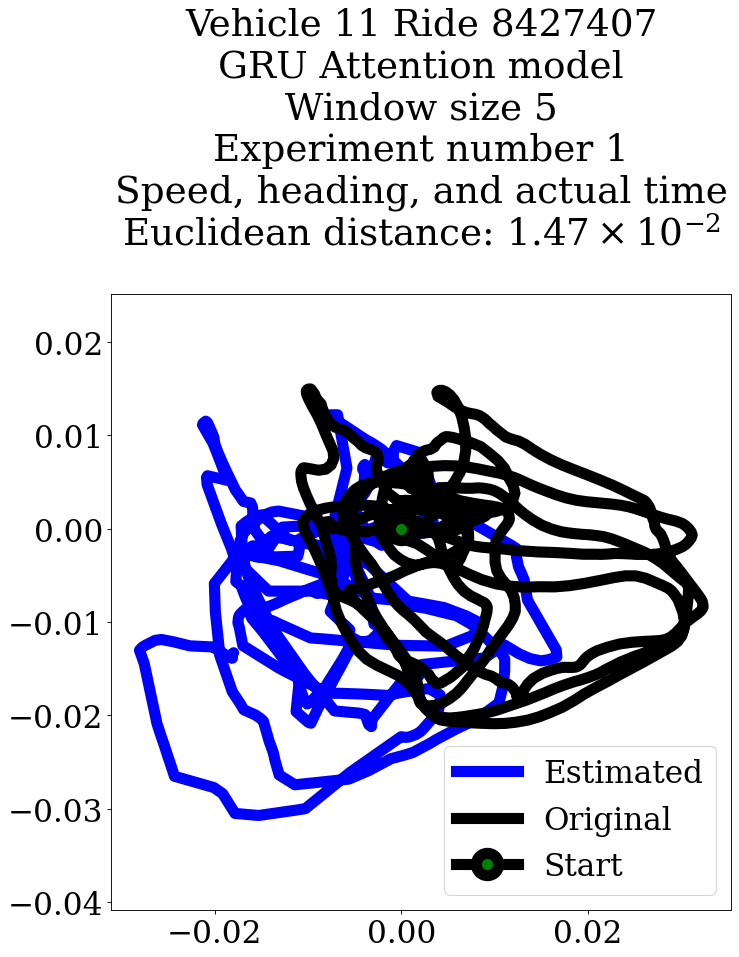 Vehicle 11 Ride 8427407
GRU Attention model
Window size 5
Experiment number 1
Speed, heading, and actual time
Euclidean distance: 1.47 × 10⁻²
0.02
0.01
0.00
−0.01
−0.02
−0.03
−0.04
−0.02
0.00
0.02
Estimated
Original
Start